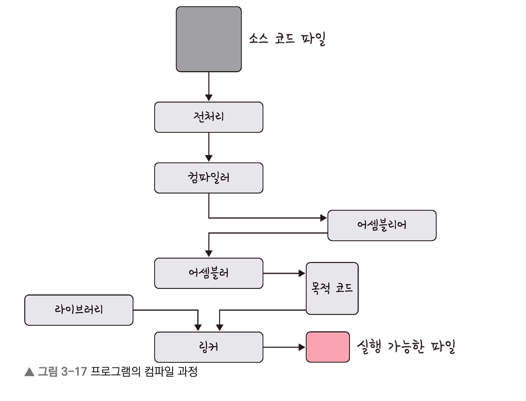 소스 코드 파일
전처리
컴파일러
어셈블리어
어셈블러
목적 코드
라이브러리
링커
실행 가능한 파일
▲ 그림 3-17 프로그램의 컴파일 과정